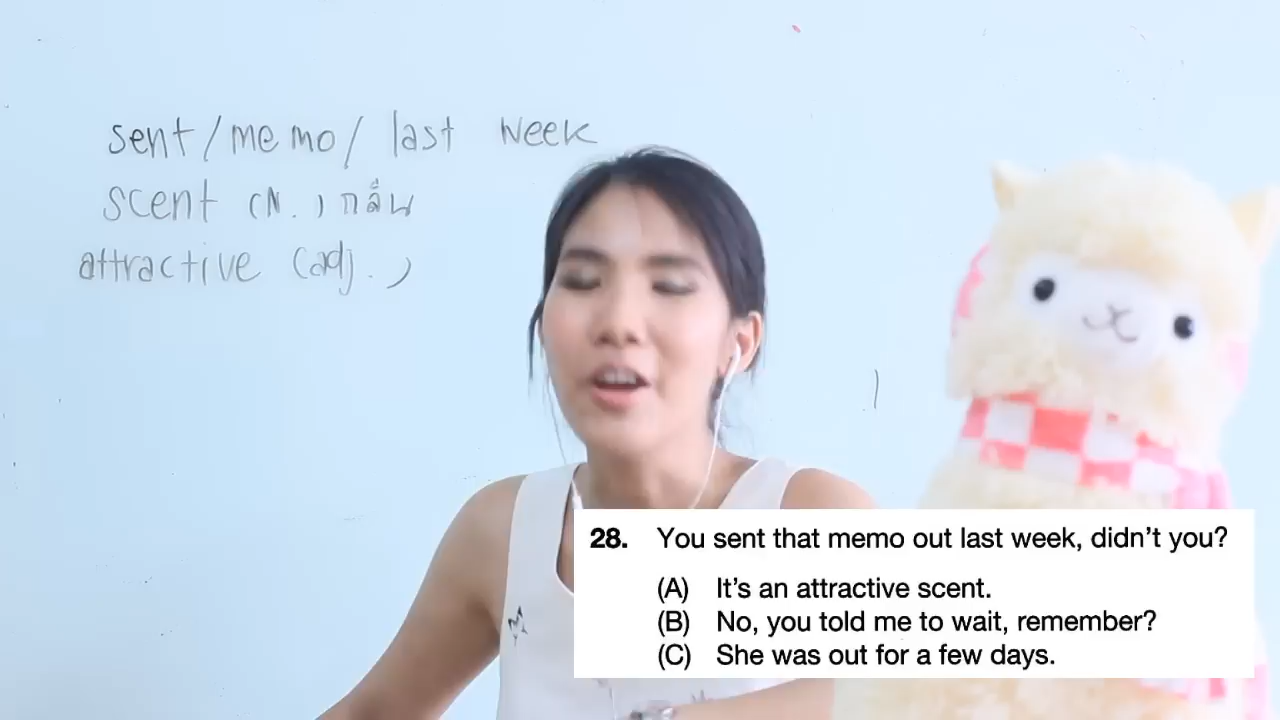 sent/memo/ last week
scent (N.) กลิ่น
attractive (adj.)
28. You sent that memo out last week, didn't you?
(A) It's an attractive scent.
(B) No, you told me to wait, remember?
(C) She was out for a few days.